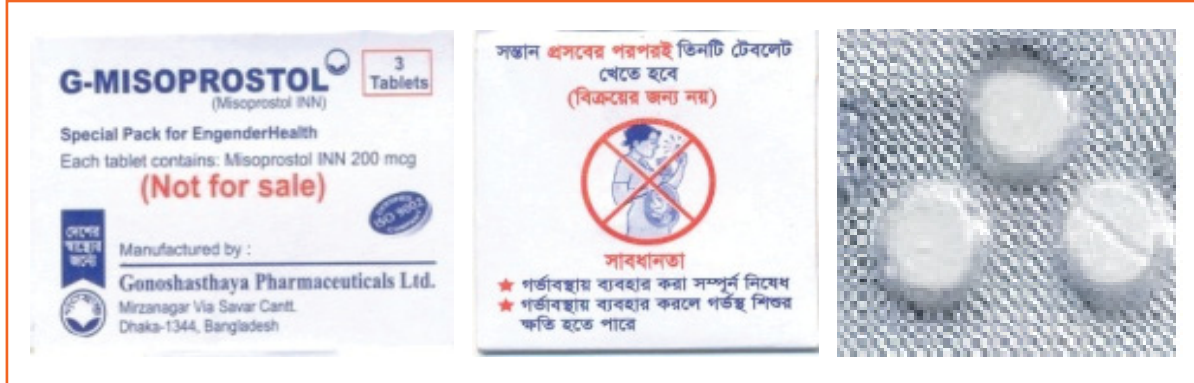 G-MISOPROSTOL
(Misoprostol INN)
3
Tablets
Special Pack for EngenderHealth
Each tablet contains: Misoprostol INN 200 mcg
(Not for sale)
ISO 9002
দেশের
স্বাস্থ্যের
জন্যে
Manufactured by :
Gonoshasthaya Pharmaceuticals Ltd.
Mirzanagar Via Savar Cantt.
Dhaka-1344, Bangladesh
সন্তান প্রসবের পরপরই তিনটি টেবলেট
খেতে হবে
(বিক্রয়ের জন্য নয়)
সাবধানতা
গর্ভাবস্থায় ব্যবহার করা সম্পূর্ন নিষেধ
গর্ভাবস্থায় ব্যবহার করলে গর্ভস্থ শিশুর
ক্ষতি হতে পারে